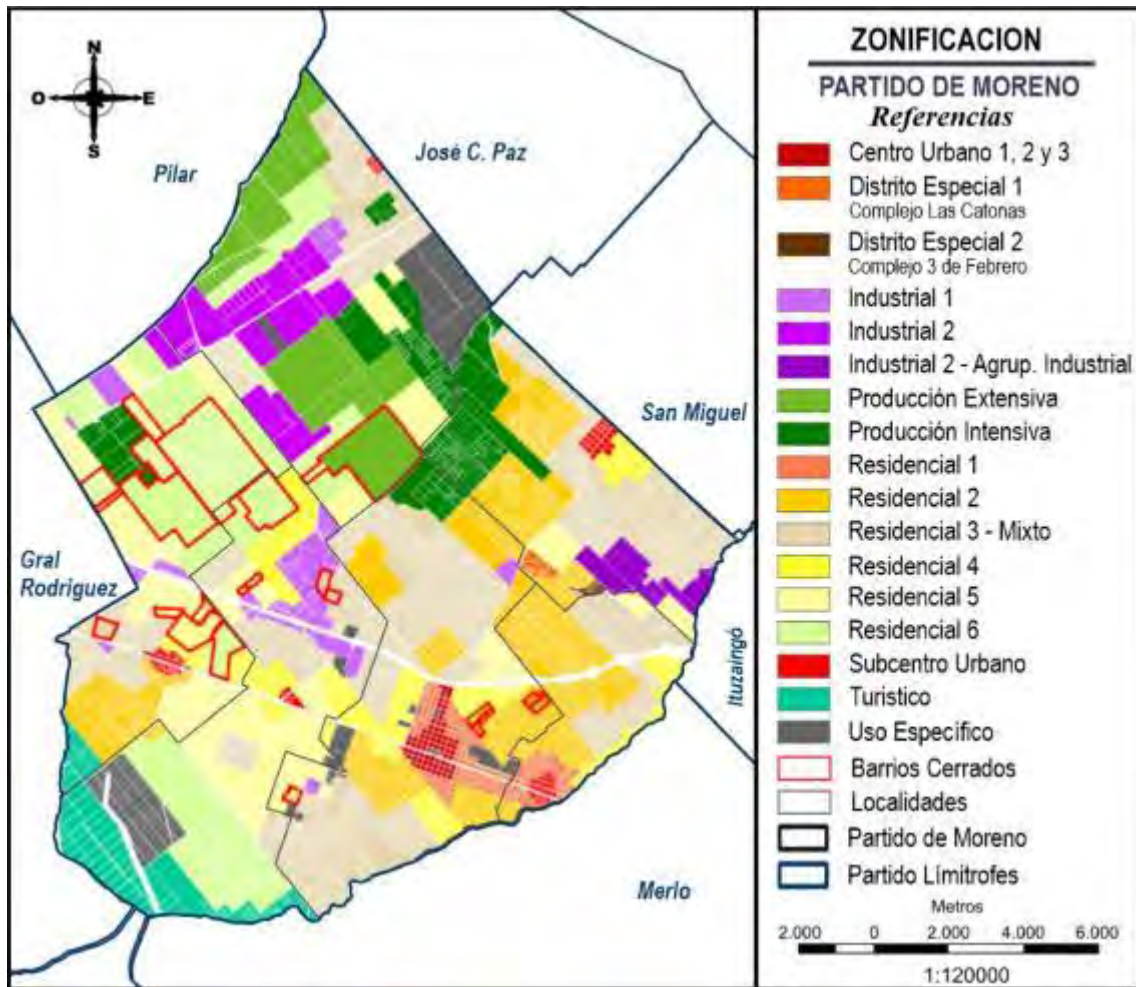 N
O
E
S
Pilar
José C. Paz
San Miguel
Gral
Rodríguez
Ituzaingó
Merlo
ZONIFICACION
PARTIDO DE MORENO
Referencias
Centro Urbano 1, 2 y 3
Distrito Especial 1
Complejo Las Catonas
Distrito Especial 2
Complejo 3 de Febrero
Industrial 1
Industrial 2
Industrial 2 - Agrup. Industrial
Producción Extensiva
Producción Intensiva
Residencial 1
Residencial 2
Residencial 3 - Mixto
Residencial 4
Residencial 5
Residencial 6
Subcentro Urbano
Turistico
Uso Específico
Barrios Cerrados
Localidades
Partido de Moreno
Partido Límitrofes
Metros
2.000 0 2.000 4.000 6.000
1:120000